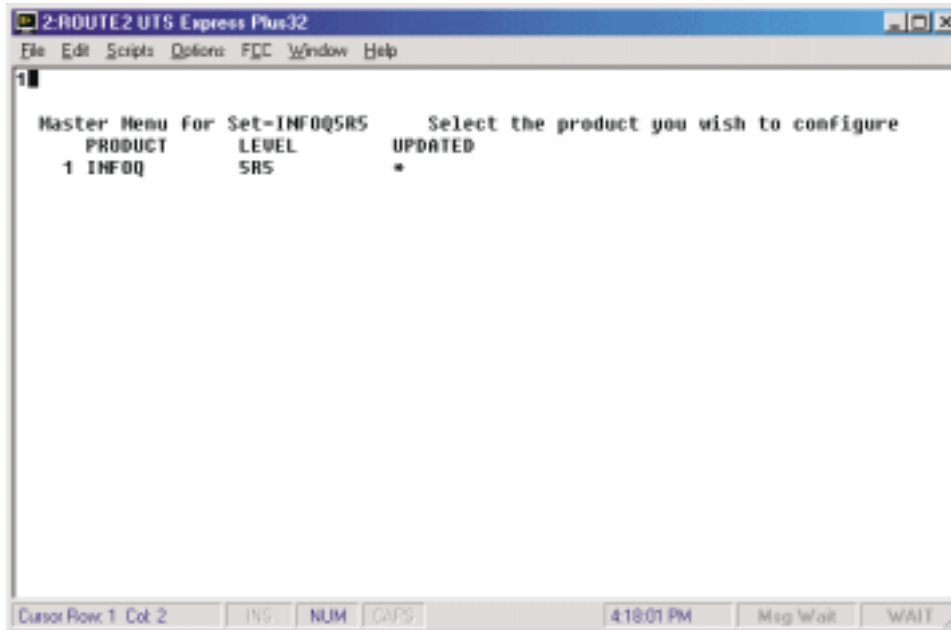 2:ROUTE2 UTS Express Plus32
File Edit Scripts Options FCC Window Help
1
Master Menu for Set=INFOQ5R5 Select the product you wish to configure
PRODUCT LEVEL UPDATED
1 INFOQ 5R5 *
Cursor Row: 1 Col: 2 INS NUM CAPS 4:18:01 PM Msg Wait WAIT